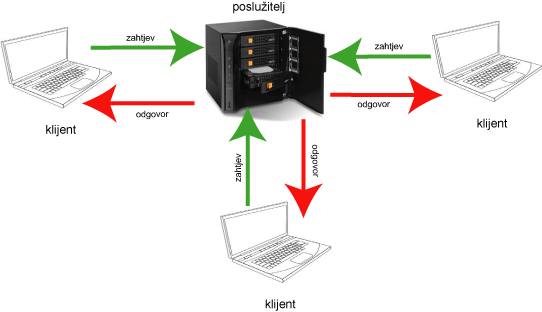 poslužitelj
zahtjev
zahtjev
odgovor
odgovor
klijent
klijent
zahtjev
odgovor
klijent